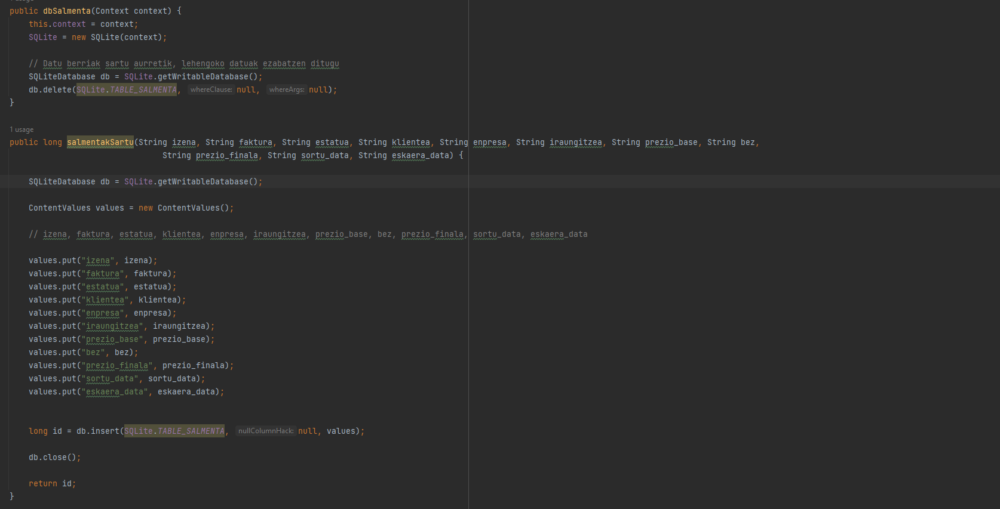 public dbSalmenta(Context context) {
this.context = context;
SQLite = new SQLite(context);
// Datu berriak sartu aurretik, lehengoko datuak ezabatzen ditugu
SQLiteDatabase db = SQLite.getWritableDatabase();
db.delete(SQLite.TABLE_SALMENTA, whereClause: null, whereArgs: null);
}
1 usage
public long salmentakSartu(String izena, String faktura, String estatua, String klientea, String enpresa, String iraungitzea, String prezio_base, String bez,
String prezio_finala, String sortu_data, String eskaera_data) {
SQLiteDatabase db = SQLite.getWritableDatabase();
ContentValues values = new ContentValues();
// izena, faktura, estatua, klientea, enpresa, iraungitzea, prezio_base, bez, prezio_finala, sortu_data, eskaera_data
values.put("izena", izena);
values.put("faktura", faktura);
values.put("estatua", estatua);
values.put("klientea", klientea);
values.put("enpresa", enpresa);
values.put("iraungitzea", iraungitzea);
values.put("prezio_base", prezio_base);
values.put("bez", bez);
values.put("prezio_finala", prezio_finala);
values.put("sortu_data", sortu_data);
values.put("eskaera_data", eskaera_data);
long id = db.insert(SQLite.TABLE_SALMENTA, nullColumnHack: null, values);
db.close();
return id;
}